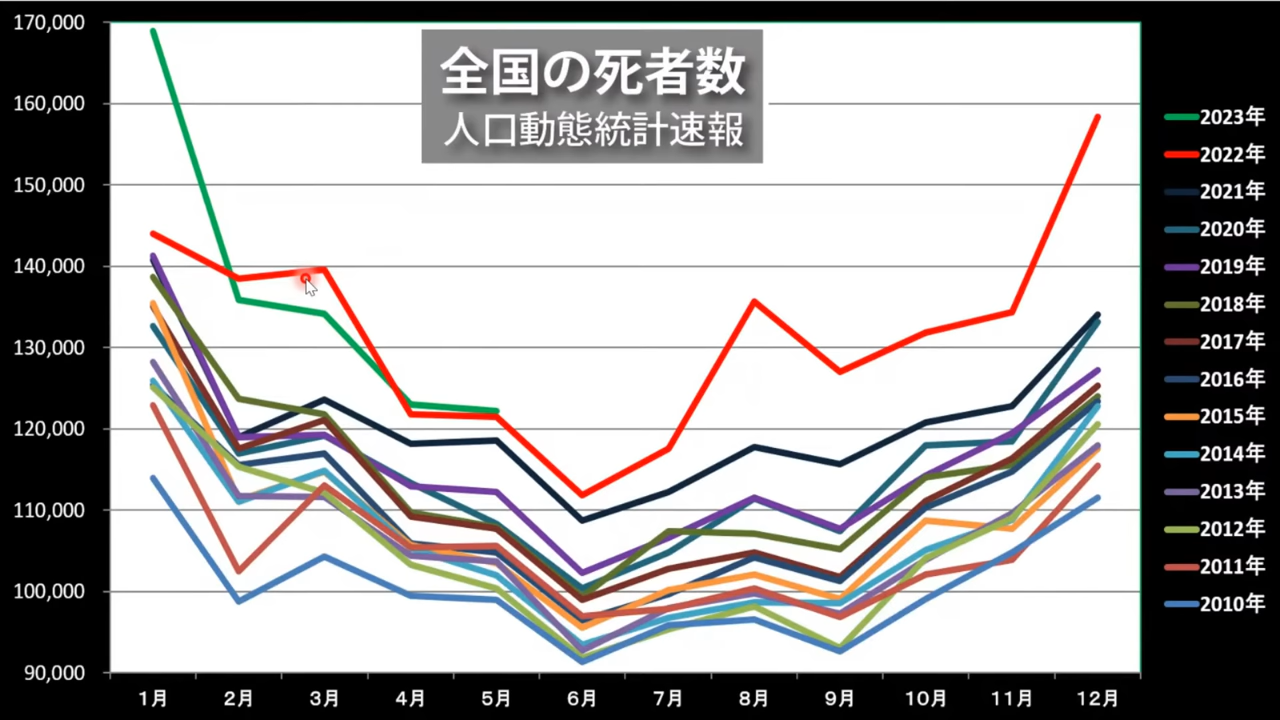 全国の死者数
人口動態統計速報
170,000
160,000
150,000
140,000
130,000
120,000
110,000
100,000
90,000
1月 2月 3月 4月 5月 6月 7月 8月 9月 10月 11月 12月
2023年
2022年
2021年
2020年
2019年
2018年
2017年
2016年
2015年
2014年
2013年
2012年
2011年
2010年